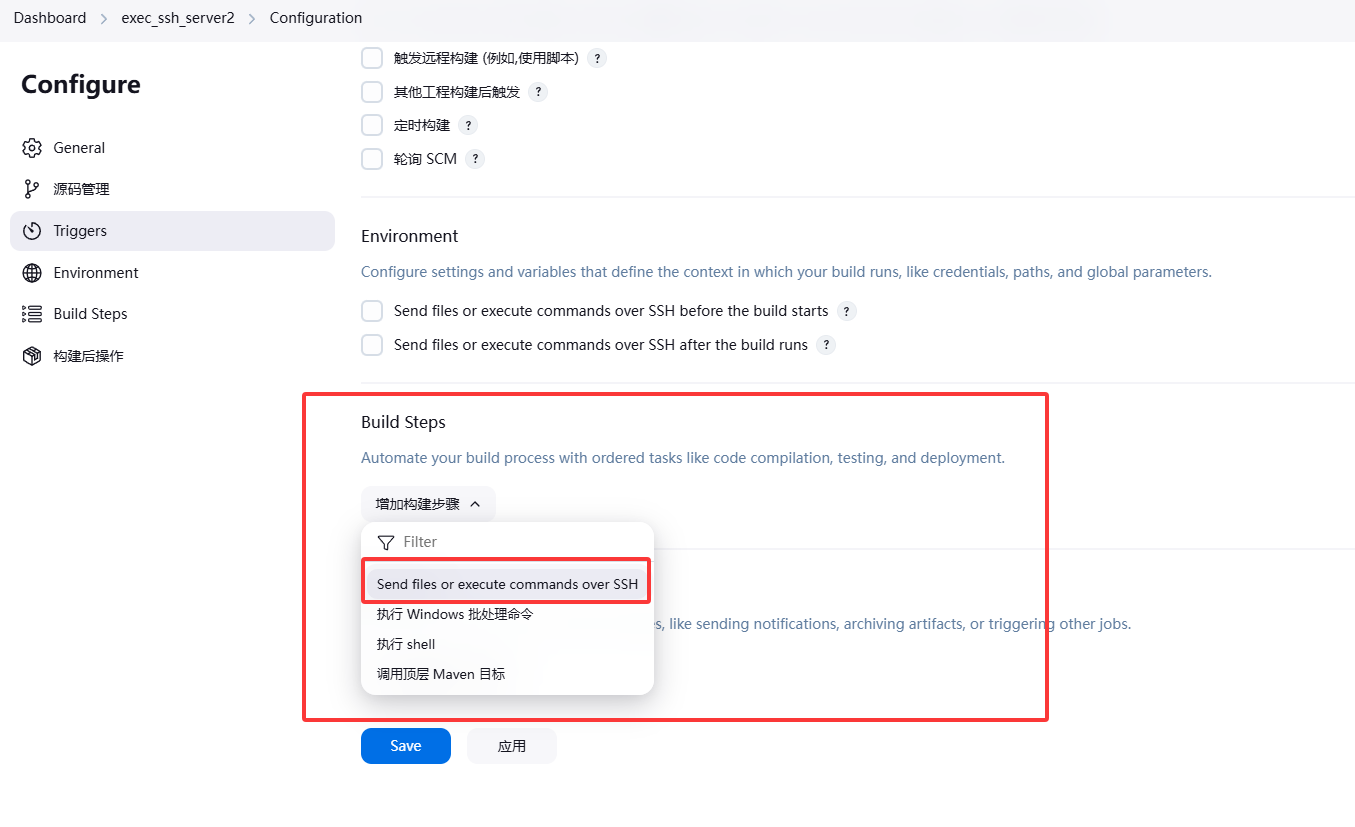 Dashboard > exec_ssh_server2 > Configuration
Configure
General
源码管理
Triggers
Environment
Build Steps
构建后操作
触发远程构建 (例如,使用脚本) ?
其他工程构建后触发 ?
定时构建 ?
轮询 SCM ?
Environment
Configure settings and variables that define the context in which your build runs, like credentials, paths, and global parameters.
Send files or execute commands over SSH before the build starts ?
Send files or execute commands over SSH after the build runs ?
Build Steps
Automate your build process with ordered tasks like code compilation, testing, and deployment.
增加构建步骤
Filter
Send files or execute commands over SSH
执行 Windows 批处理命令
like sending notifications, archiving artifacts, or triggering other jobs.
执行 shell
调用顶层 Maven 目标
Save 应用